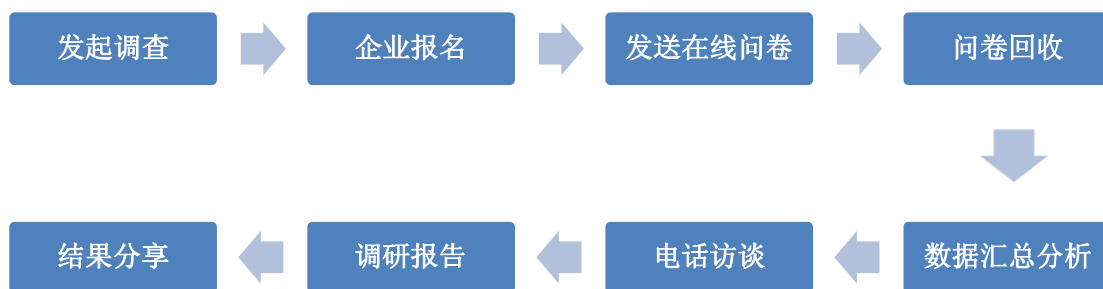 发起调查
企业报名
发送在线问卷
问卷回收
数据汇总分析
电话访谈
调研报告
结果分享